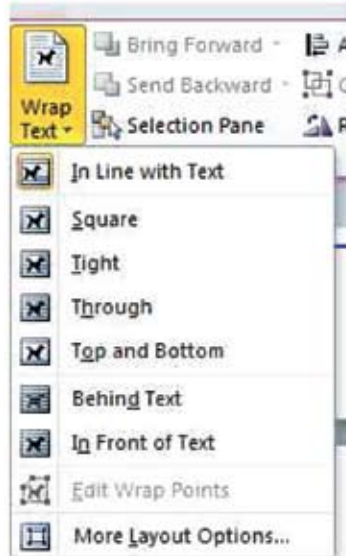 Bring Forward
Send Backward
Wrap
Text
Selection Pane
In Line with Text
Square
Tight
Through
Top and Bottom
Behind Text
In Front of Text
Edit Wrap Points
More Layout Options...